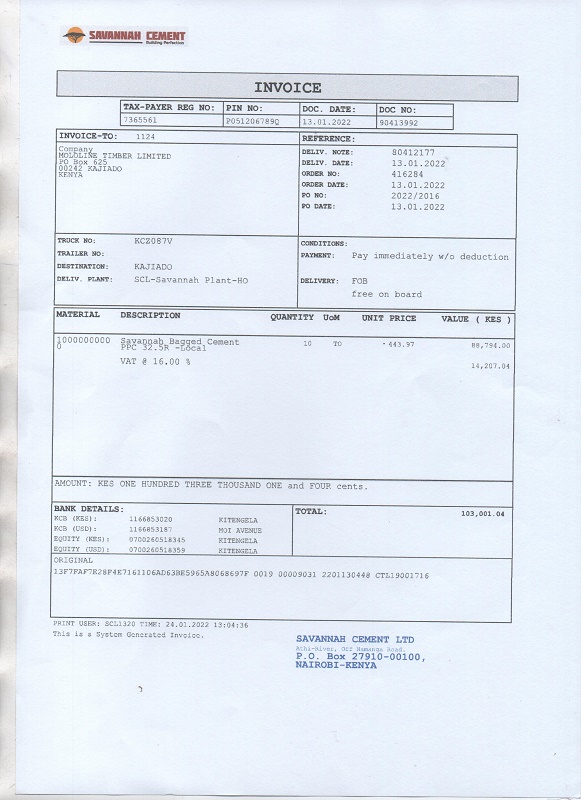 SAVANNAH CEMENT
Building Perfection
INVOICE
TAX-PAYER REG NO: PIN NO: DOC. DATE: DOC NO:
7365561 P051206789Q 13.01.2022 90413992
INVOICE-TO: 1124
Company
MOLOLINE TIMBER LIMITED
PO Box 625
00242 KAJIADO
KENYA
REFERENCE:
DELIV. NOTE: 80412177
DELIV. DATE: 13.01.2022
ORDER NO: 416284
ORDER DATE: 13.01.2022
PO NO: 2022/2016
PO DATE: 13.01.2022
TRUCK NO: KCZ087V
TRAILER NO:
DESTINATION: KAJIADO
DELIV. PLANT: SCL-Savannah Plant-HO
CONDITIONS:
PAYMENT: Pay immediately w/o deduction
DELIVERY: FOB
free on board
MATERIAL DESCRIPTION QUANTITY UoM UNIT PRICE VALUE ( KES )
1000000000 Savannah Bagged Cement
0 PPC 32.5R -Local 10 TO 443.97 88,794.00
VAT @ 16.00 % 14,207.04
AMOUNT: KES ONE HUNDRED THREE THOUSAND ONE and FOUR cents.
BANK DETAILS:
KCB (KES): 1166853020 KITENGELA
KCB (USD): 1166853187 MOI AVENUE
EQUITY (KES): 0700260518345 KITENGELA
EQUITY (USD): 0700260518359 KITENGELA
TOTAL: 103,001.04
ORIGINAL
13F7FAF7E28F4E7161106AD63BE5965A8068697F 0019 00009031 2201130448 CTL19001716
PRINT USER: SCL1320 TIME: 24.01.2022 13:04:36
This is a System Generated Invoice.
SAVANNAH CEMENT LTD
Athi-River, Off Namanga Road.
P.O. Box 27910-00100,
NAIROBI-KENYA